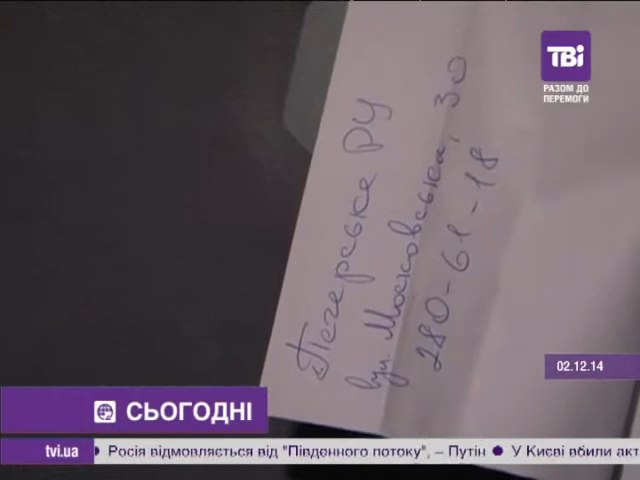 ТВі
РАЗОМ ДО
ПЕРЕМОГИ
Печерське РУ
вул. Московська, 30
280-61-18
02.12.14
СЬОГОДНІ
tvi.ua
Росія відмовляється від "Південного потоку", – Путін ● У Києві вбили акт